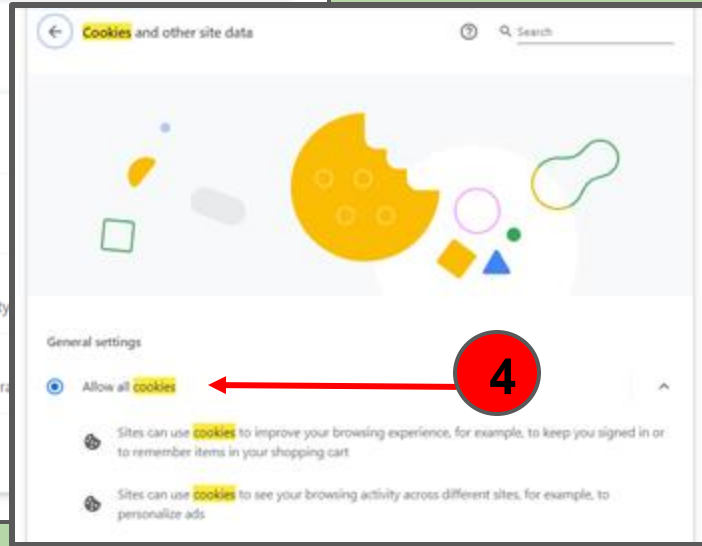 Cookies and other site data
Search
General settings
Allow all cookies
4
Sites can use cookies to improve your browsing experience, for example, to keep you signed in or
to remember items in your shopping cart
Sites can use cookies to see your browsing activity across different sites, for example, to
personalize ads